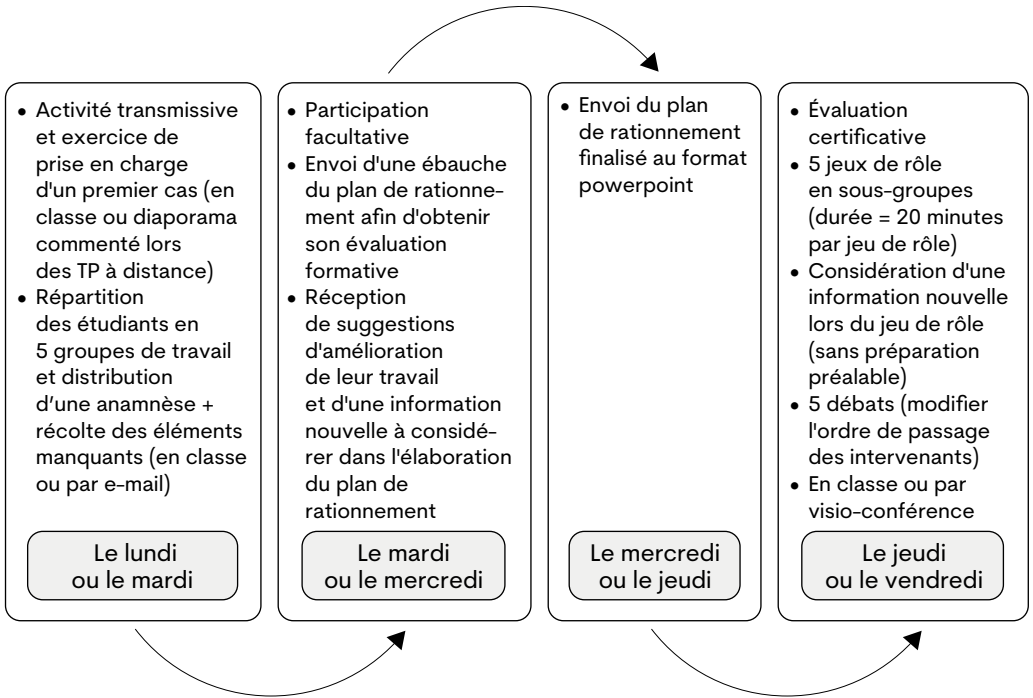 • Activité transmissive
et exercice de
prise en charge
d'un premier cas (en
classe ou diaporama
commenté lors
des TP à distance)
• Répartition
des étudiants en
5 groupes de travail
et distribution
d’une anamnèse +
récolte des éléments
manquants (en classe
ou par e-mail)
Le lundi
ou le mardi
• Participation
facultative
• Envoi d'une ébauche
du plan de rationne-
ment afin d'obtenir
son évaluation
formative
• Réception
de suggestions
d'amélioration
de leur travail
et d'une information
nouvelle à considé-
rer dans l'élaboration
du plan de
rationnement
Le mardi
ou le mercredi
• Envoi du plan
de rationnement
finalisé au format
powerpoint
Le mercredi
ou le jeudi
• Évaluation
certificative
• 5 jeux de rôle
en sous-groupes
(durée = 20 minutes
par jeu de rôle)
• Considération d'une
information nouvelle
lors du jeu de rôle
(sans préparation
préalable)
• 5 débats (modifier
l'ordre de passage
des intervenants)
• En classe ou par
visio-conférence
Le jeudi
ou le vendredi